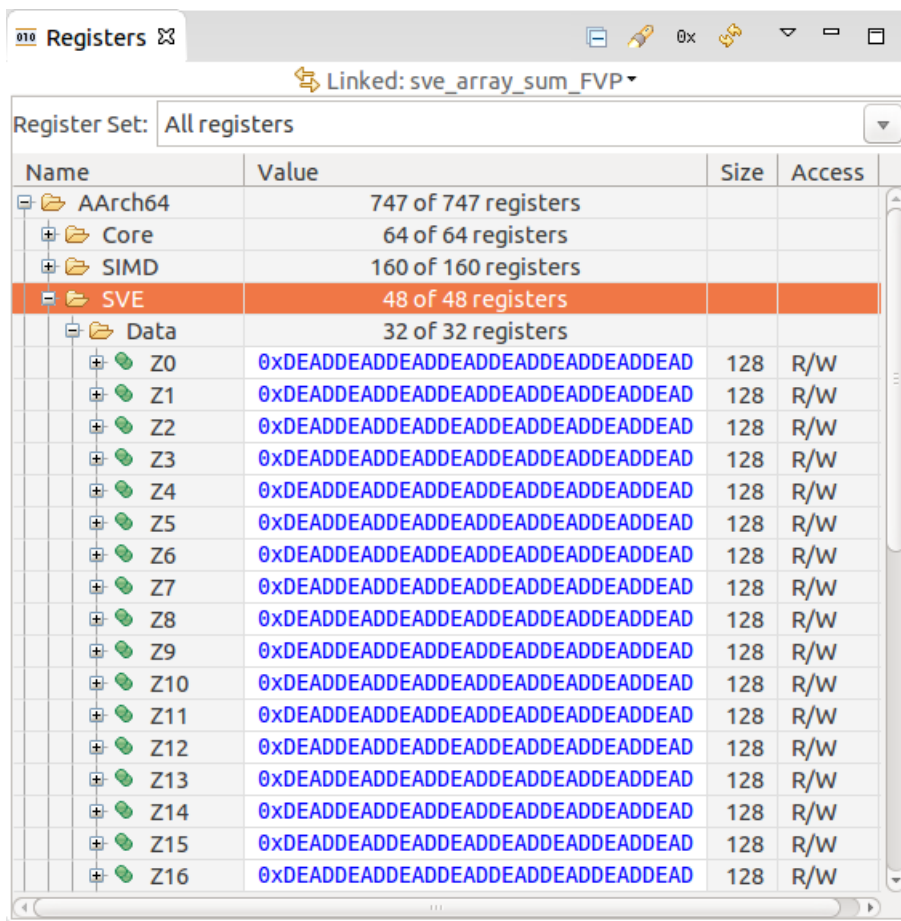 010 Registers
0x
Linked: sve_array_sum_FVP
Register Set: All registers
Name Value Size Access
AArch64 747 of 747 registers
Core 64 of 64 registers
SIMD 160 of 160 registers
SVE 48 of 48 registers
Data 32 of 32 registers
Z0 0xDEADDEADDEADDEADDEADDEADDEADDEAD 128 R/W
Z1 0xDEADDEADDEADDEADDEADDEADDEADDEAD 128 R/W
Z2 0xDEADDEADDEADDEADDEADDEADDEADDEAD 128 R/W
Z3 0xDEADDEADDEADDEADDEADDEADDEADDEAD 128 R/W
Z4 0xDEADDEADDEADDEADDEADDEADDEADDEAD 128 R/W
Z5 0xDEADDEADDEADDEADDEADDEADDEADDEAD 128 R/W
Z6 0xDEADDEADDEADDEADDEADDEADDEADDEAD 128 R/W
Z7 0xDEADDEADDEADDEADDEADDEADDEADDEAD 128 R/W
Z8 0xDEADDEADDEADDEADDEADDEADDEADDEAD 128 R/W
Z9 0xDEADDEADDEADDEADDEADDEADDEADDEAD 128 R/W
Z10 0xDEADDEADDEADDEADDEADDEADDEADDEAD 128 R/W
Z11 0xDEADDEADDEADDEADDEADDEADDEADDEAD 128 R/W
Z12 0xDEADDEADDEADDEADDEADDEADDEADDEAD 128 R/W
Z13 0xDEADDEADDEADDEADDEADDEADDEADDEAD 128 R/W
Z14 0xDEADDEADDEADDEADDEADDEADDEADDEAD 128 R/W
Z15 0xDEADDEADDEADDEADDEADDEADDEADDEAD 128 R/W
Z16 0xDEADDEADDEADDEADDEADDEADDEADDEAD 128 R/W